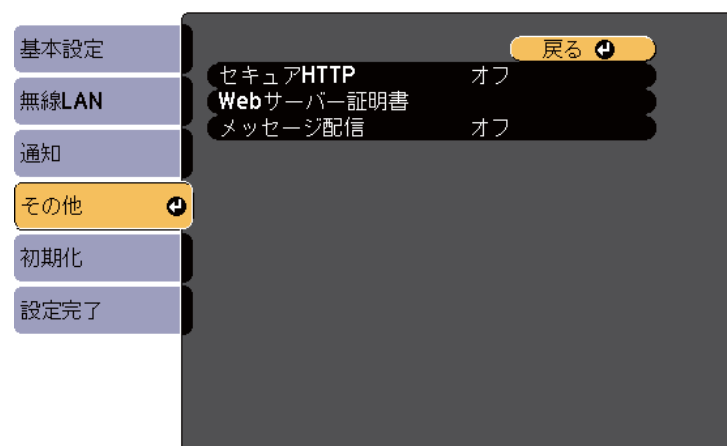 基本設定
無線LAN
通知
その他
初期化
設定完了
戻る
セキュアHTTP オフ
Webサーバー証明書
メッセージ配信 オフ